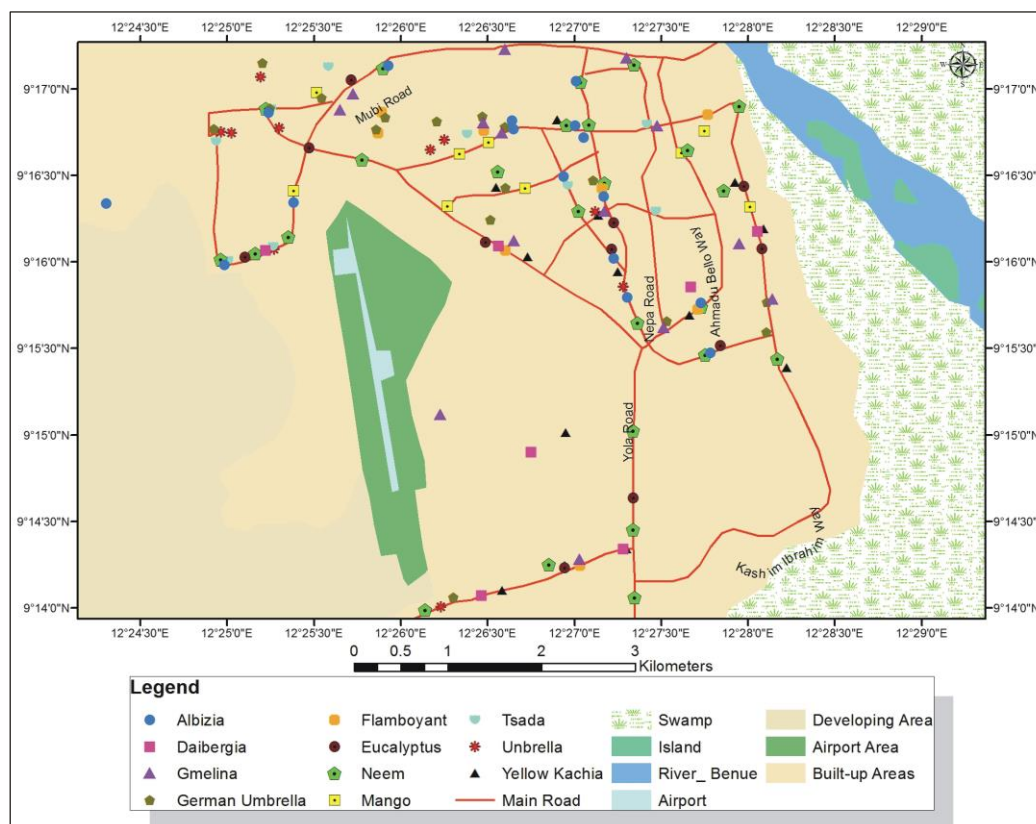 12°24'30"E 12°25'0"E 12°25'30"E 12°26'0"E 12°26'30"E 12°27'0"E 12°27'30"E 12°28'0"E 12°28'30"E 12°29'0"E
N
W E
S
9°17'0"N 9°17'0"N
Mubi Road
9°16'30"N 9°16'30"N
9°16'0"N 9°16'0"N
Nepa Road
Ahmadu Bello Way
9°15'30"N 9°15'30"N
9°15'0"N 9°15'0"N
Yola Road
9°14'30"N 9°14'30"N
Kashim Ibrahim Way
9°14'0"N 9°14'0"N
12°24'30"E 12°25'0"E 12°25'30"E 12°26'0"E 12°26'30"E 12°27'0"E 12°27'30"E 12°28'0"E 12°28'30"E 12°29'0"E
0 0.5 1 2 3
Kilometers
Legend
Albizia Flamboyant Tsada Swamp Developing Area
Daibergia Eucalyptus Unbrella Island Airport Area
Gmelina Neem Yellow Kachia River_ Benue Built-up Areas
German Umbrella Mango Main Road Airport